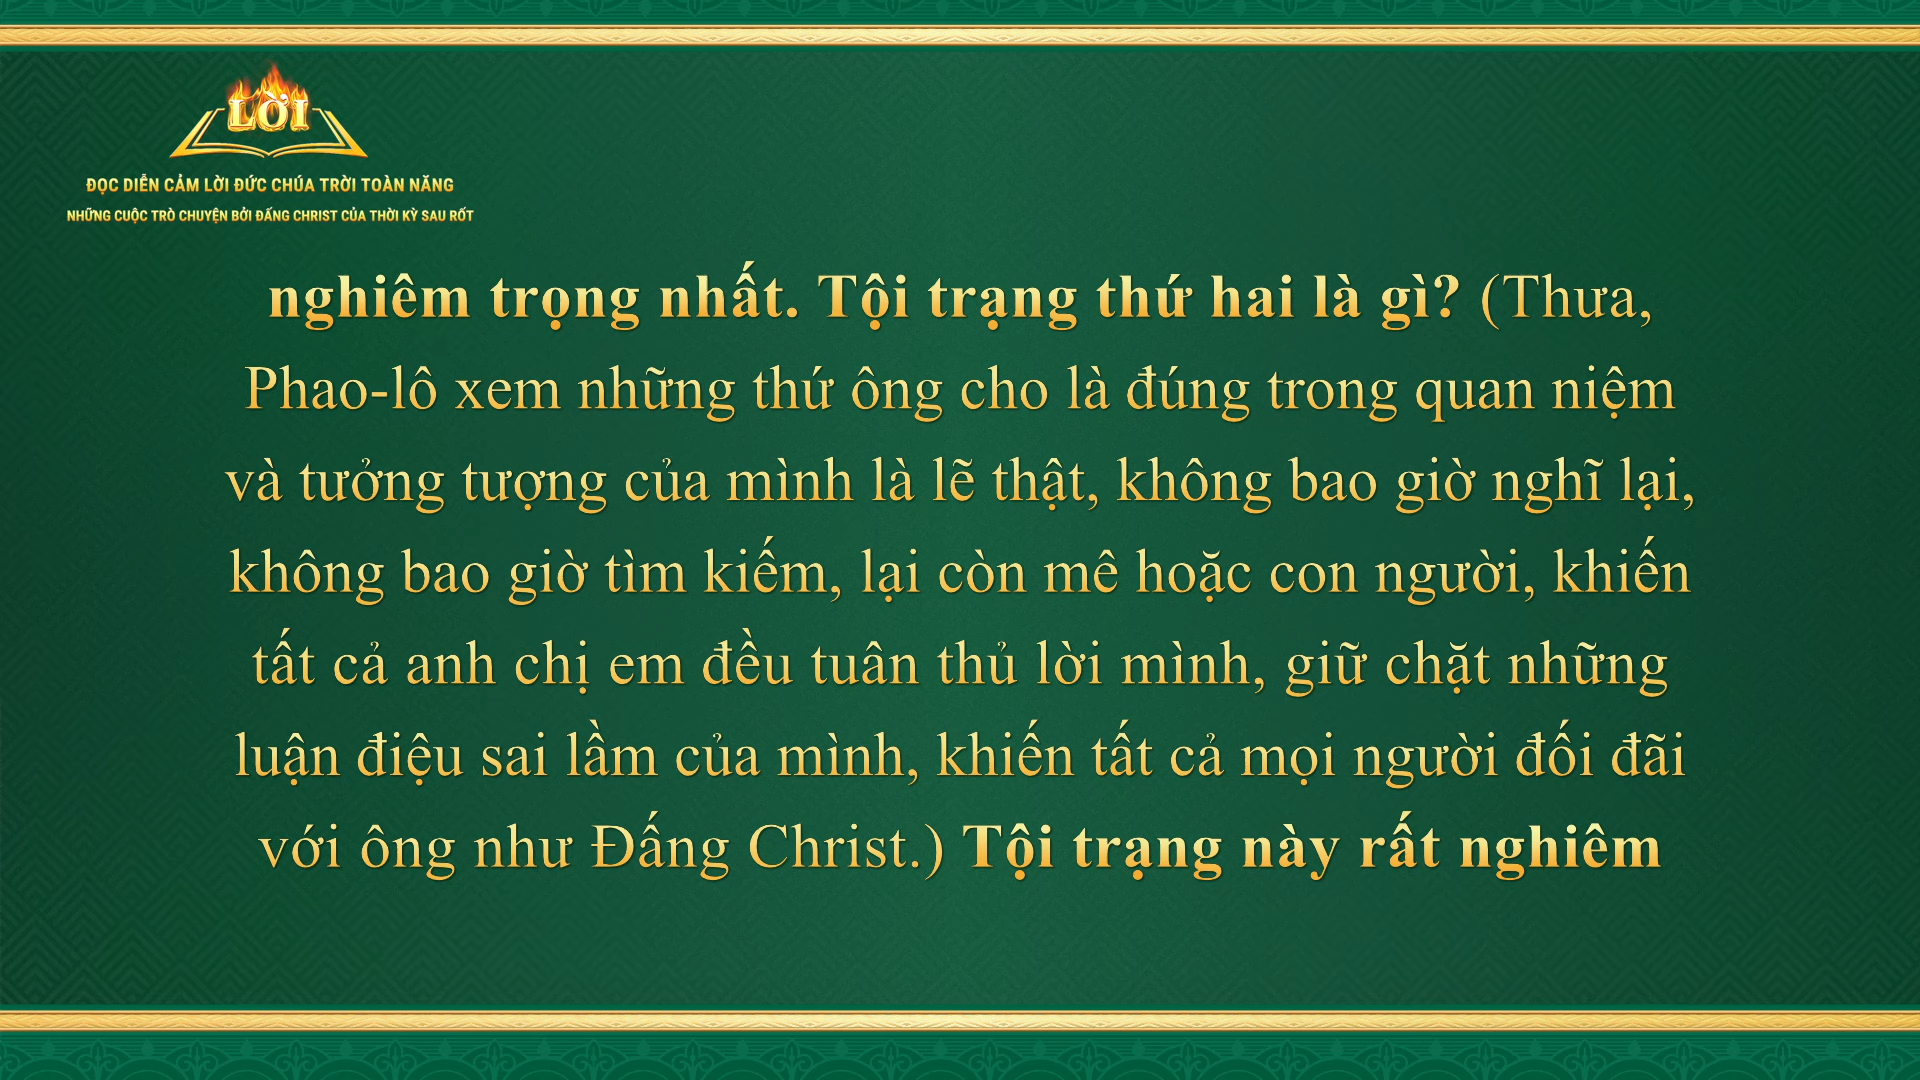 LỜI
ĐỌC DIỄN CẢM LỜI ĐỨC CHÚA TRỜI TOÀN NĂNG
NHỮNG CUỘC TRÒ CHUYỆN BỞI ĐẤNG CHRIST CỦA THỜI KỲ SAU RỐT
nghiêm trọng nhất. Tội trạng thứ hai là gì? (Thưa,
Phao-lô xem những thứ ông cho là đúng trong quan niệm
và tưởng tượng của mình là lẽ thật, không bao giờ nghĩ lại,
không bao giờ tìm kiếm, lại còn mê hoặc con người, khiến
tất cả anh chị em đều tuân thủ lời mình, giữ chặt những
luận điệu sai lầm của mình, khiến tất cả mọi người đối đãi
với ông như Đấng Christ.) Tội trạng này rất nghiêm